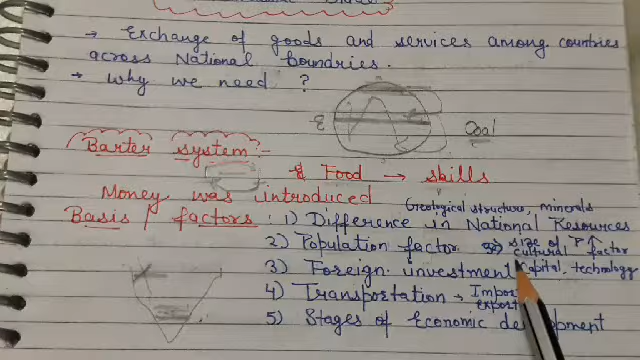 → Exchange of goods and services among countries
across National boundries.
→ Why we need ?
Coal
Barter system :-
Food → skills
Money was introduced
Geological structure, minerals
Basis / factors : 1) Difference in National Resources
2) Population factor → size of P ↑
cultural factor
3) Foreign investment Capital, technology
4) Transportation → Impor
export
5) Stages of Economic development